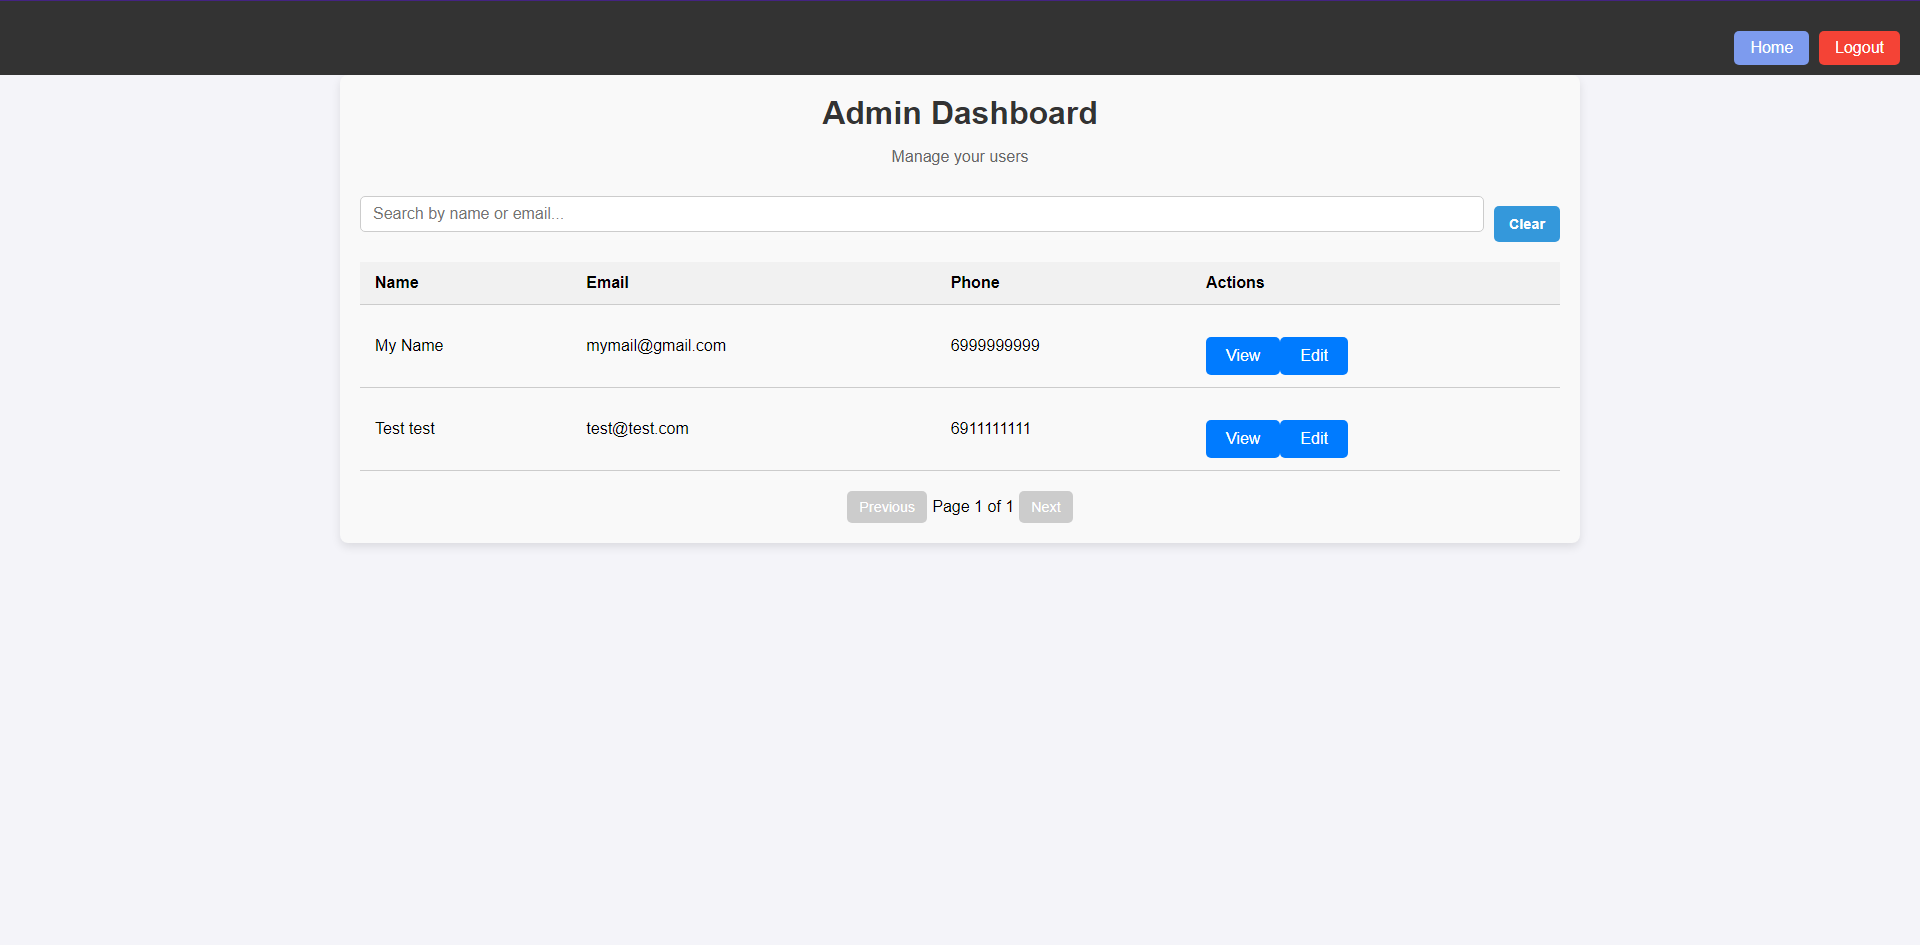 Home Logout
Admin Dashboard
Manage your users
Search by name or email...
Clear
Name Email Phone Actions
My Name mymail@gmail.com 6999999999 View Edit
Test test test@test.com 6911111111 View Edit
Previous Page 1 of 1 Next